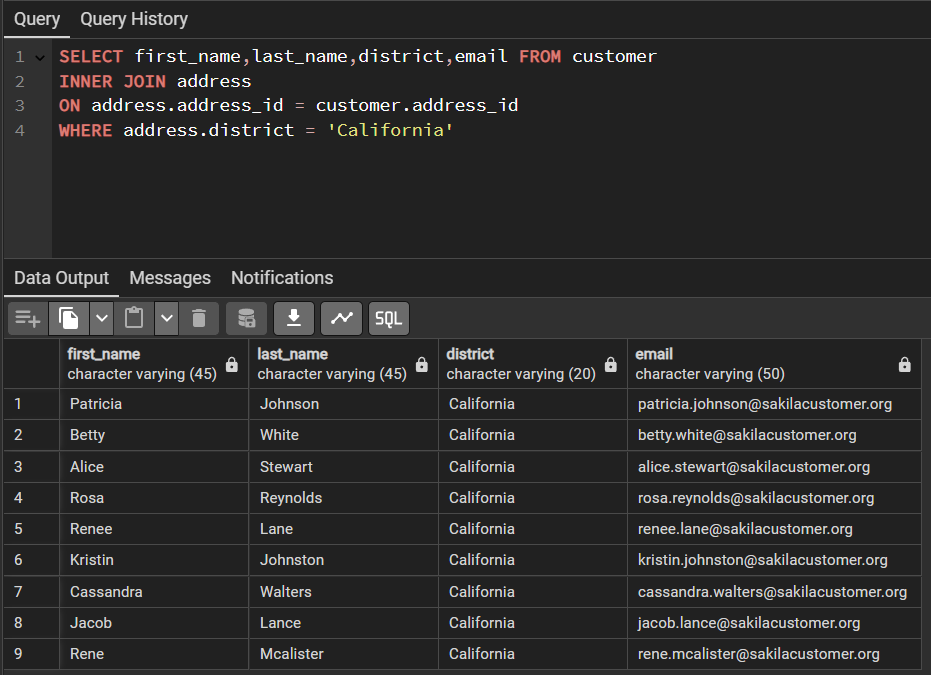 Query Query History
1 SELECT first_name,last_name,district,email FROM customer
2 INNER JOIN address
3 ON address.address_id = customer.address_id
4 WHERE address.district = 'California'
Data Output Messages Notifications
SQL
first_name last_name district email
character varying (45) character varying (45) character varying (20) character varying (50)
1 Patricia Johnson California patricia.johnson@sakilacustomer.org
2 Betty White California betty.white@sakilacustomer.org
3 Alice Stewart California alice.stewart@sakilacustomer.org
4 Rosa Reynolds California rosa.reynolds@sakilacustomer.org
5 Renee Lane California renee.lane@sakilacustomer.org
6 Kristin Johnston California kristin.johnston@sakilacustomer.org
7 Cassandra Walters California cassandra.walters@sakilacustomer.org
8 Jacob Lance California jacob.lance@sakilacustomer.org
9 Rene Mcalister California rene.mcalister@sakilacustomer.org